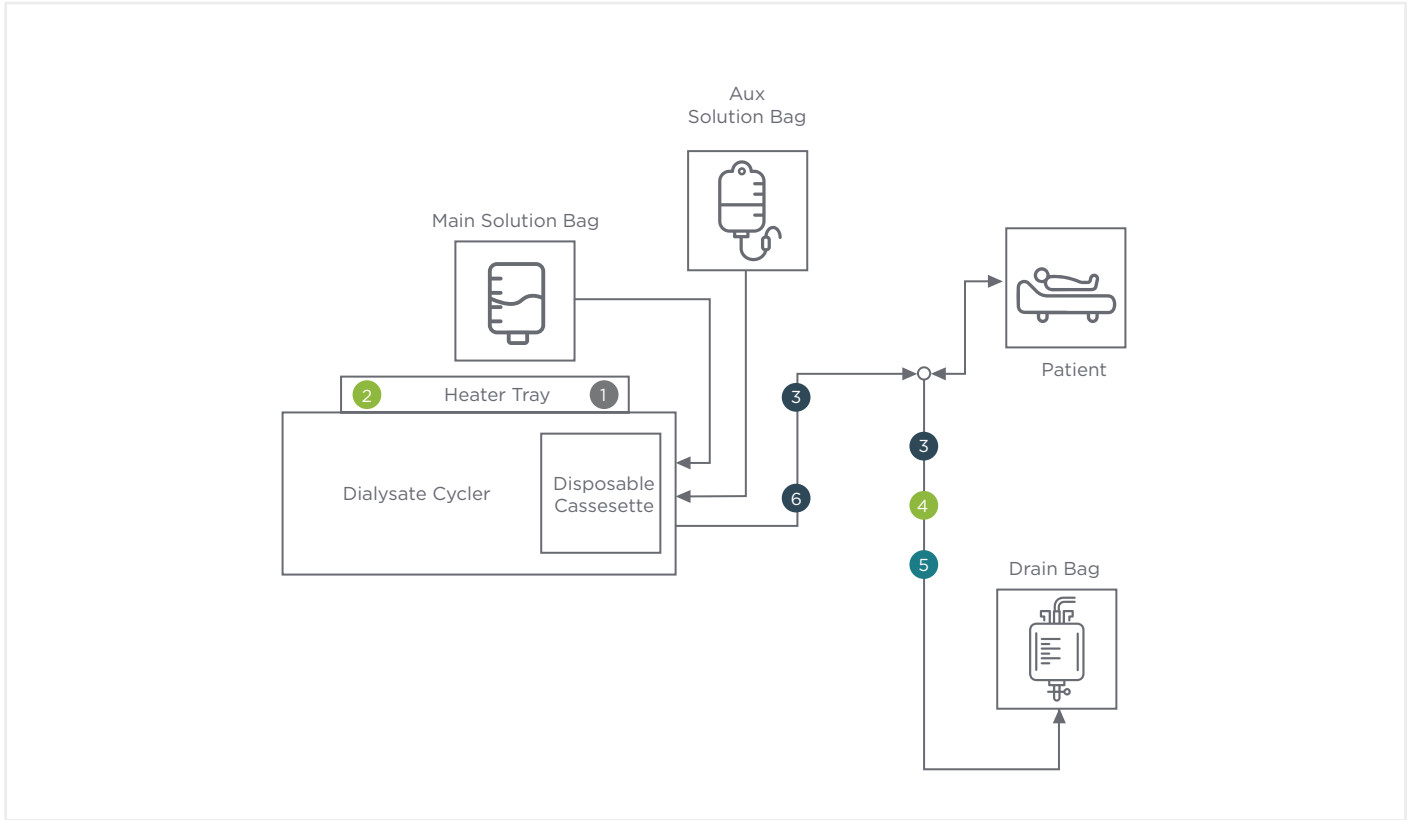 Aux
Solution Bag
Main Solution Bag
Patient
2
Heater Tray
1
3
3
Dialysate Cycler
Disposable
Cassesette
6
4
5
Drain Bag